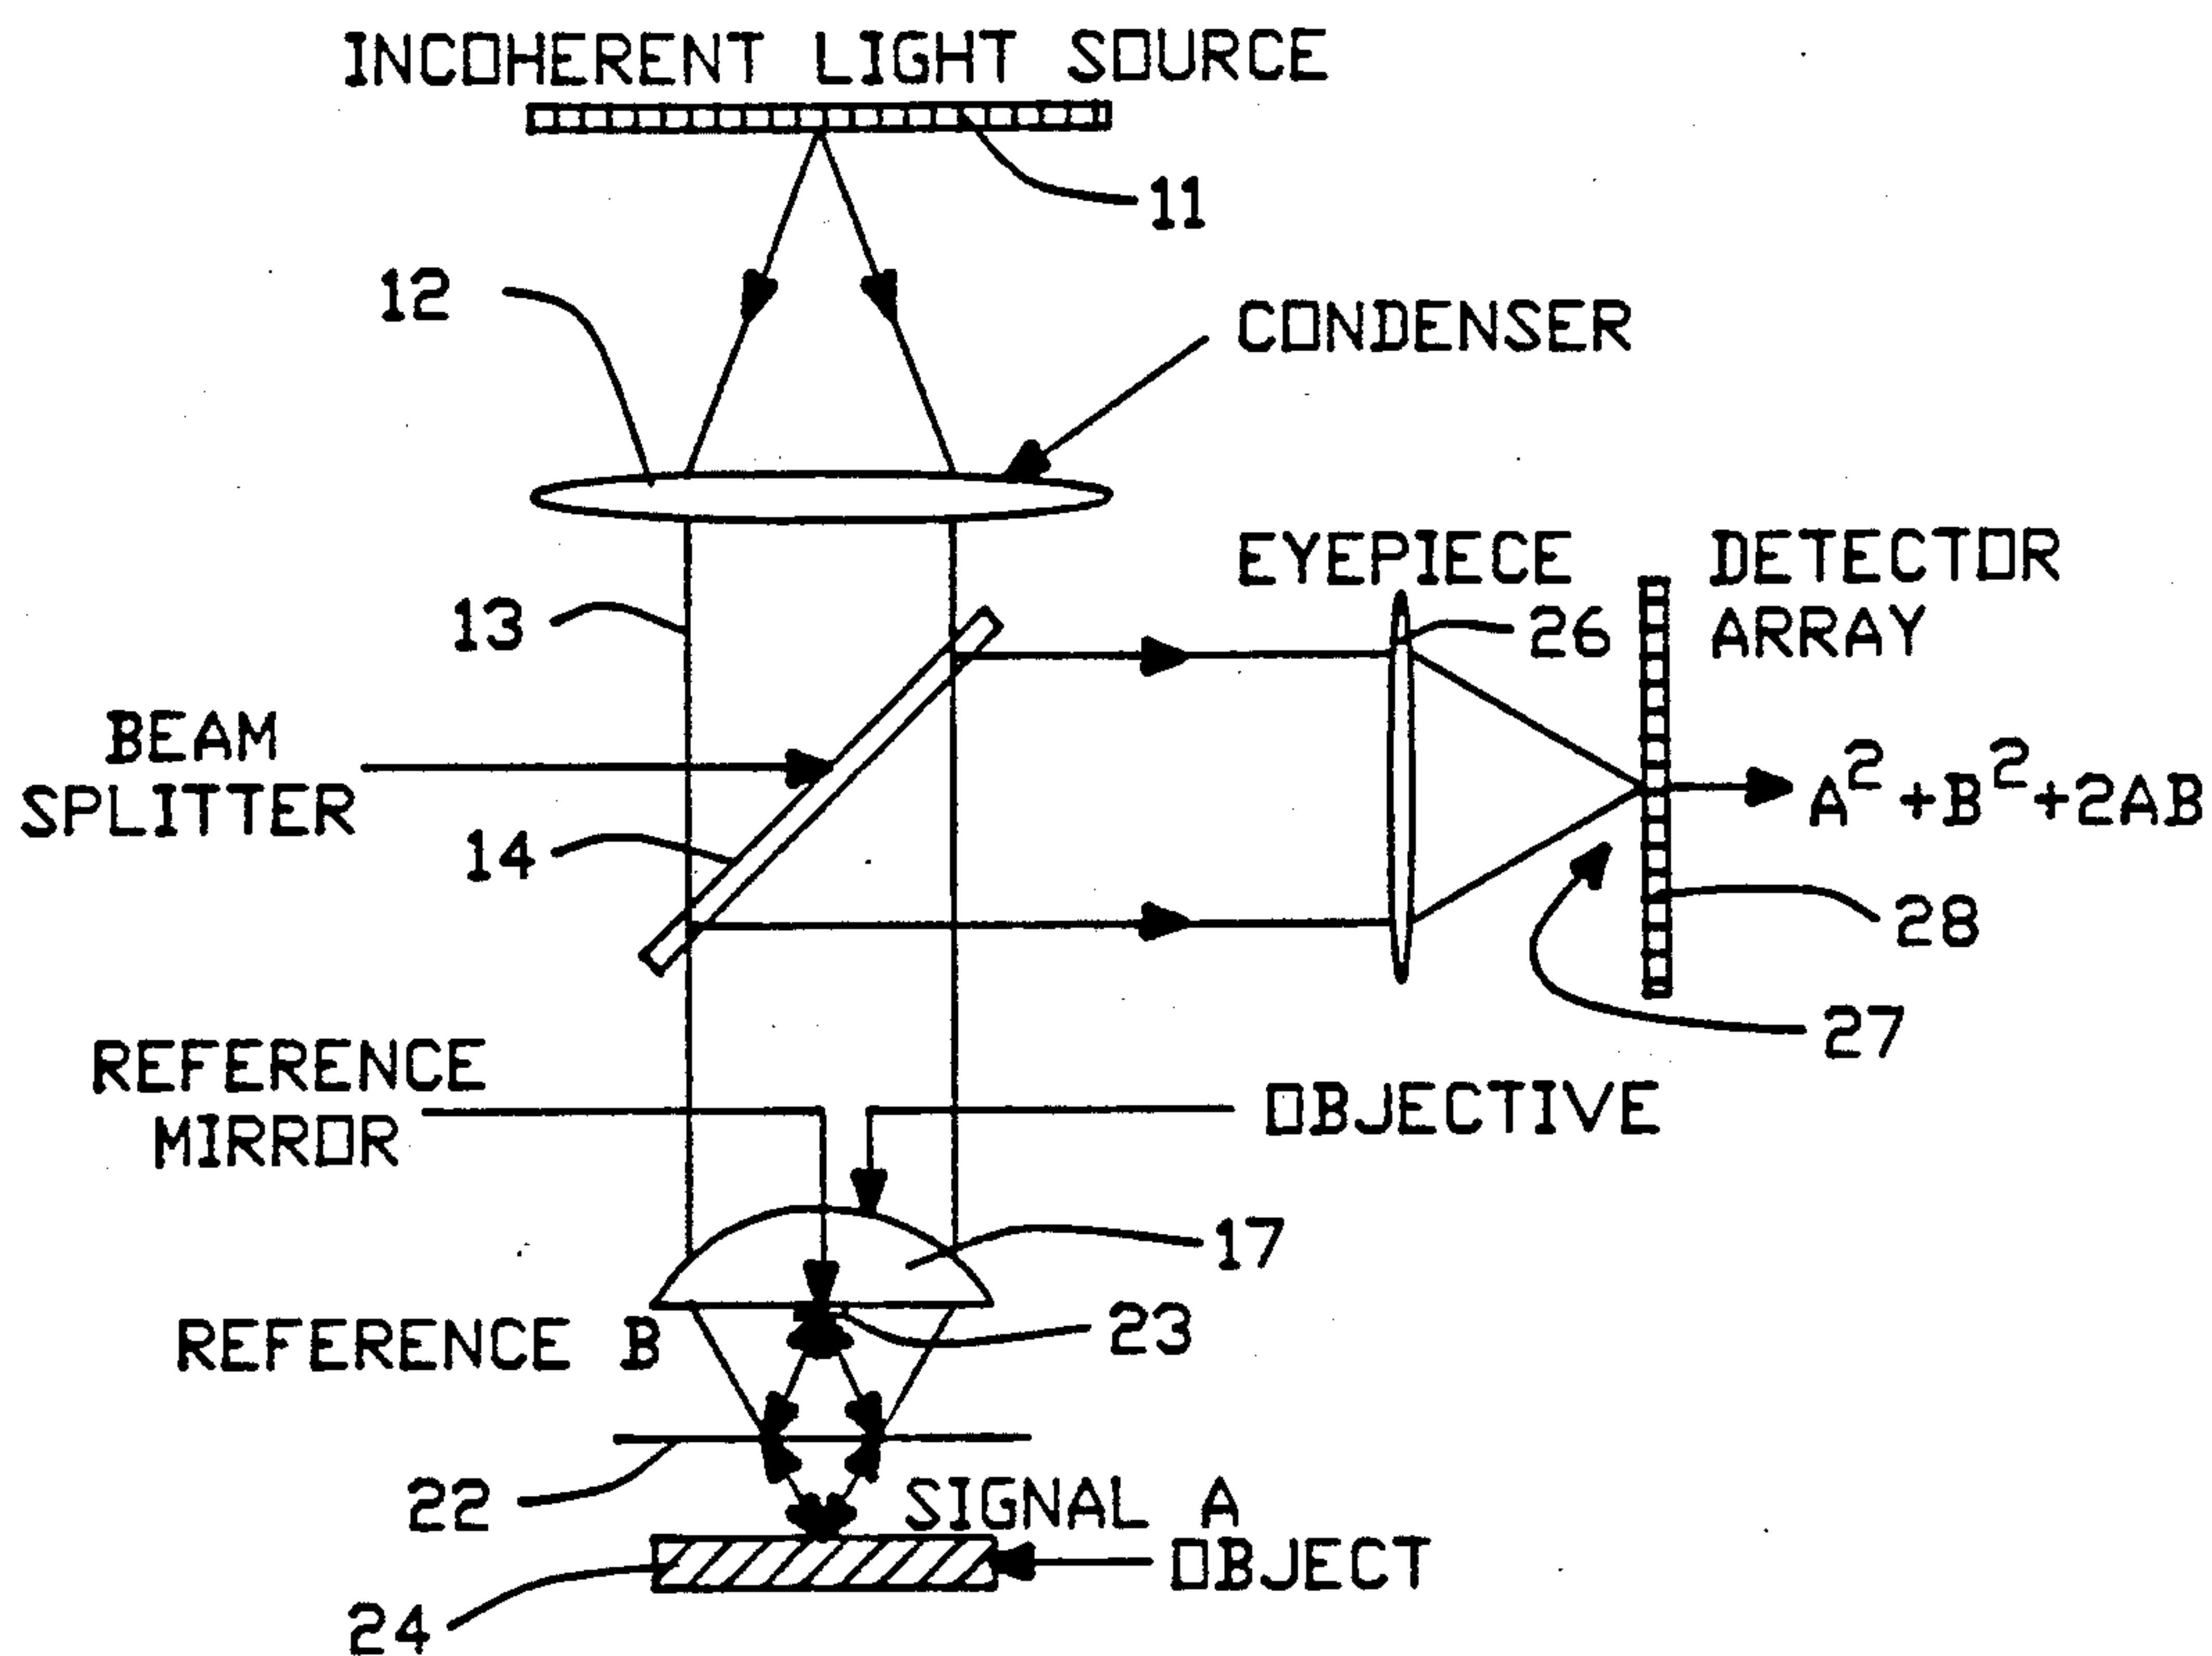 INCOHERENT LIGHT SOURCE
11
12
CONDENSER
EYEPIECE
DETECTOR
ARRAY
13
26
BEAM
SPLITTER
A² +B²+2AB
14
28
27
REFERENCE
MIRROR
OBJECTIVE
17
REFERENCE B
23
22
SIGNAL A
OBJECT
24